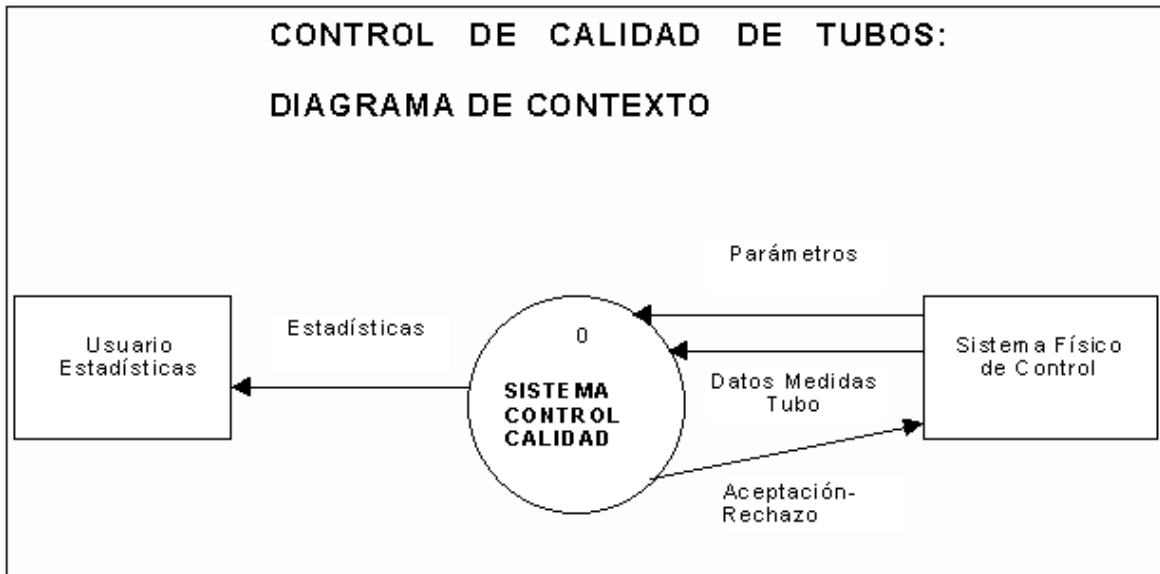 CONTROL DE CALIDAD DE TUBOS:
DIAGRAMA DE CONTEXTO
Parámetros
Estadísticas
0
Usuario
Estadísticas
Sistema Físico
de Control
SISTEMA
CONTROL
CALIDAD
Datos Medidas
Tubo
Aceptación-
Rechazo